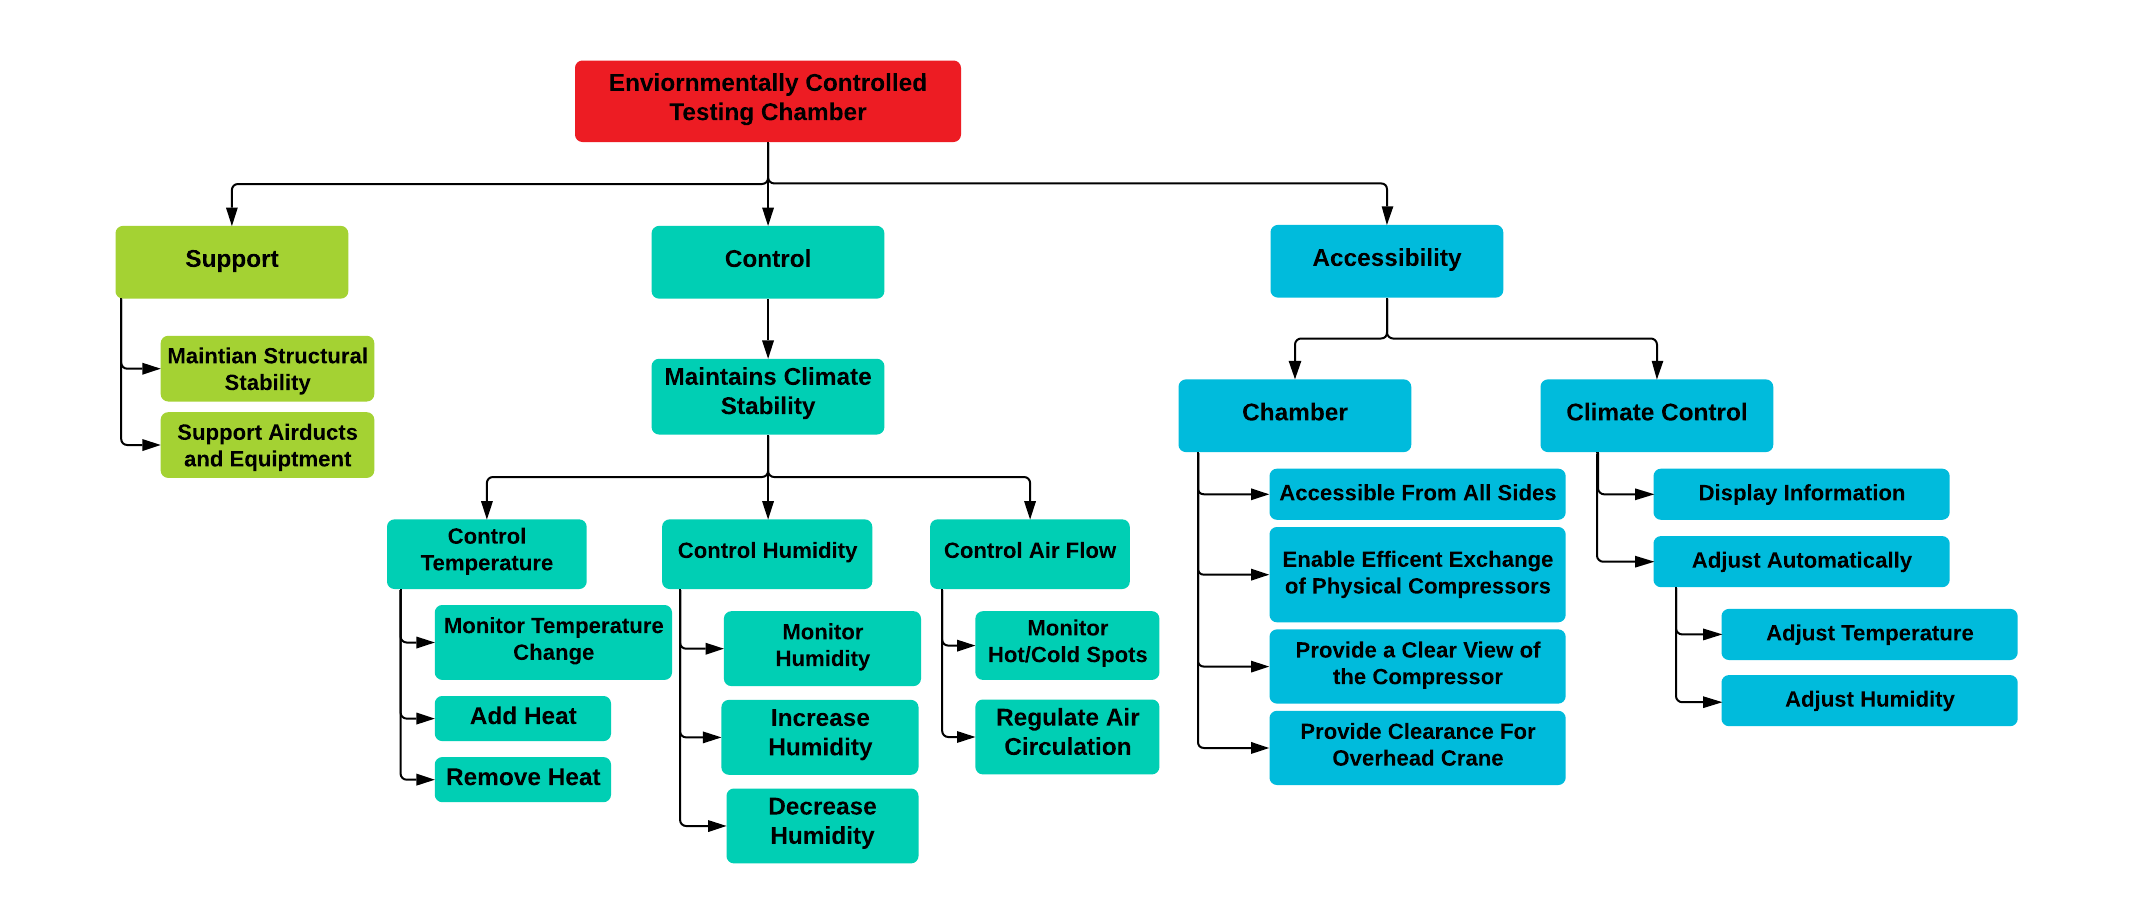 Enviornmentally Controlled
Testing Chamber
Support
Control
Accessibility
Maintian Structural
Stability
Support Airducts
and Equiptment
Maintains Climate
Stability
Control
Temperature
Monitor Temperature
Change
Add Heat
Remove Heat
Control Humidity
Monitor
Humidity
Increase
Humidity
Decrease
Humidity
Control Air Flow
Monitor
Hot/Cold Spots
Regulate Air
Circulation
Chamber
Accessible From All Sides
Enable Efficent Exchange
of Physical Compressors
Provide a Clear View of
the Compressor
Provide Clearance For
Overhead Crane
Climate Control
Display Information
Adjust Automatically
Adjust Temperature
Adjust Humidity